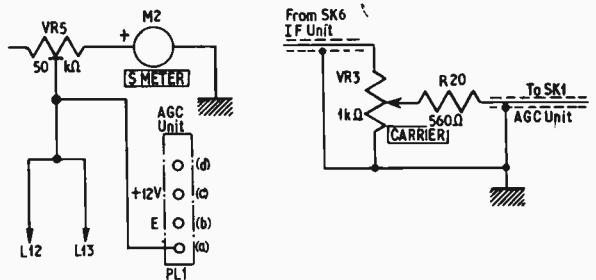 M2
VR5
+
50 kΩ
S METER
AGC
Unit
(d)
+12V
(c)
E
(b)
(a)
L12
L13
PL1
From SK6
IF Unit
VR3
R20
1kΩ
560Ω
CARRIER
To SK1
AGC Unit